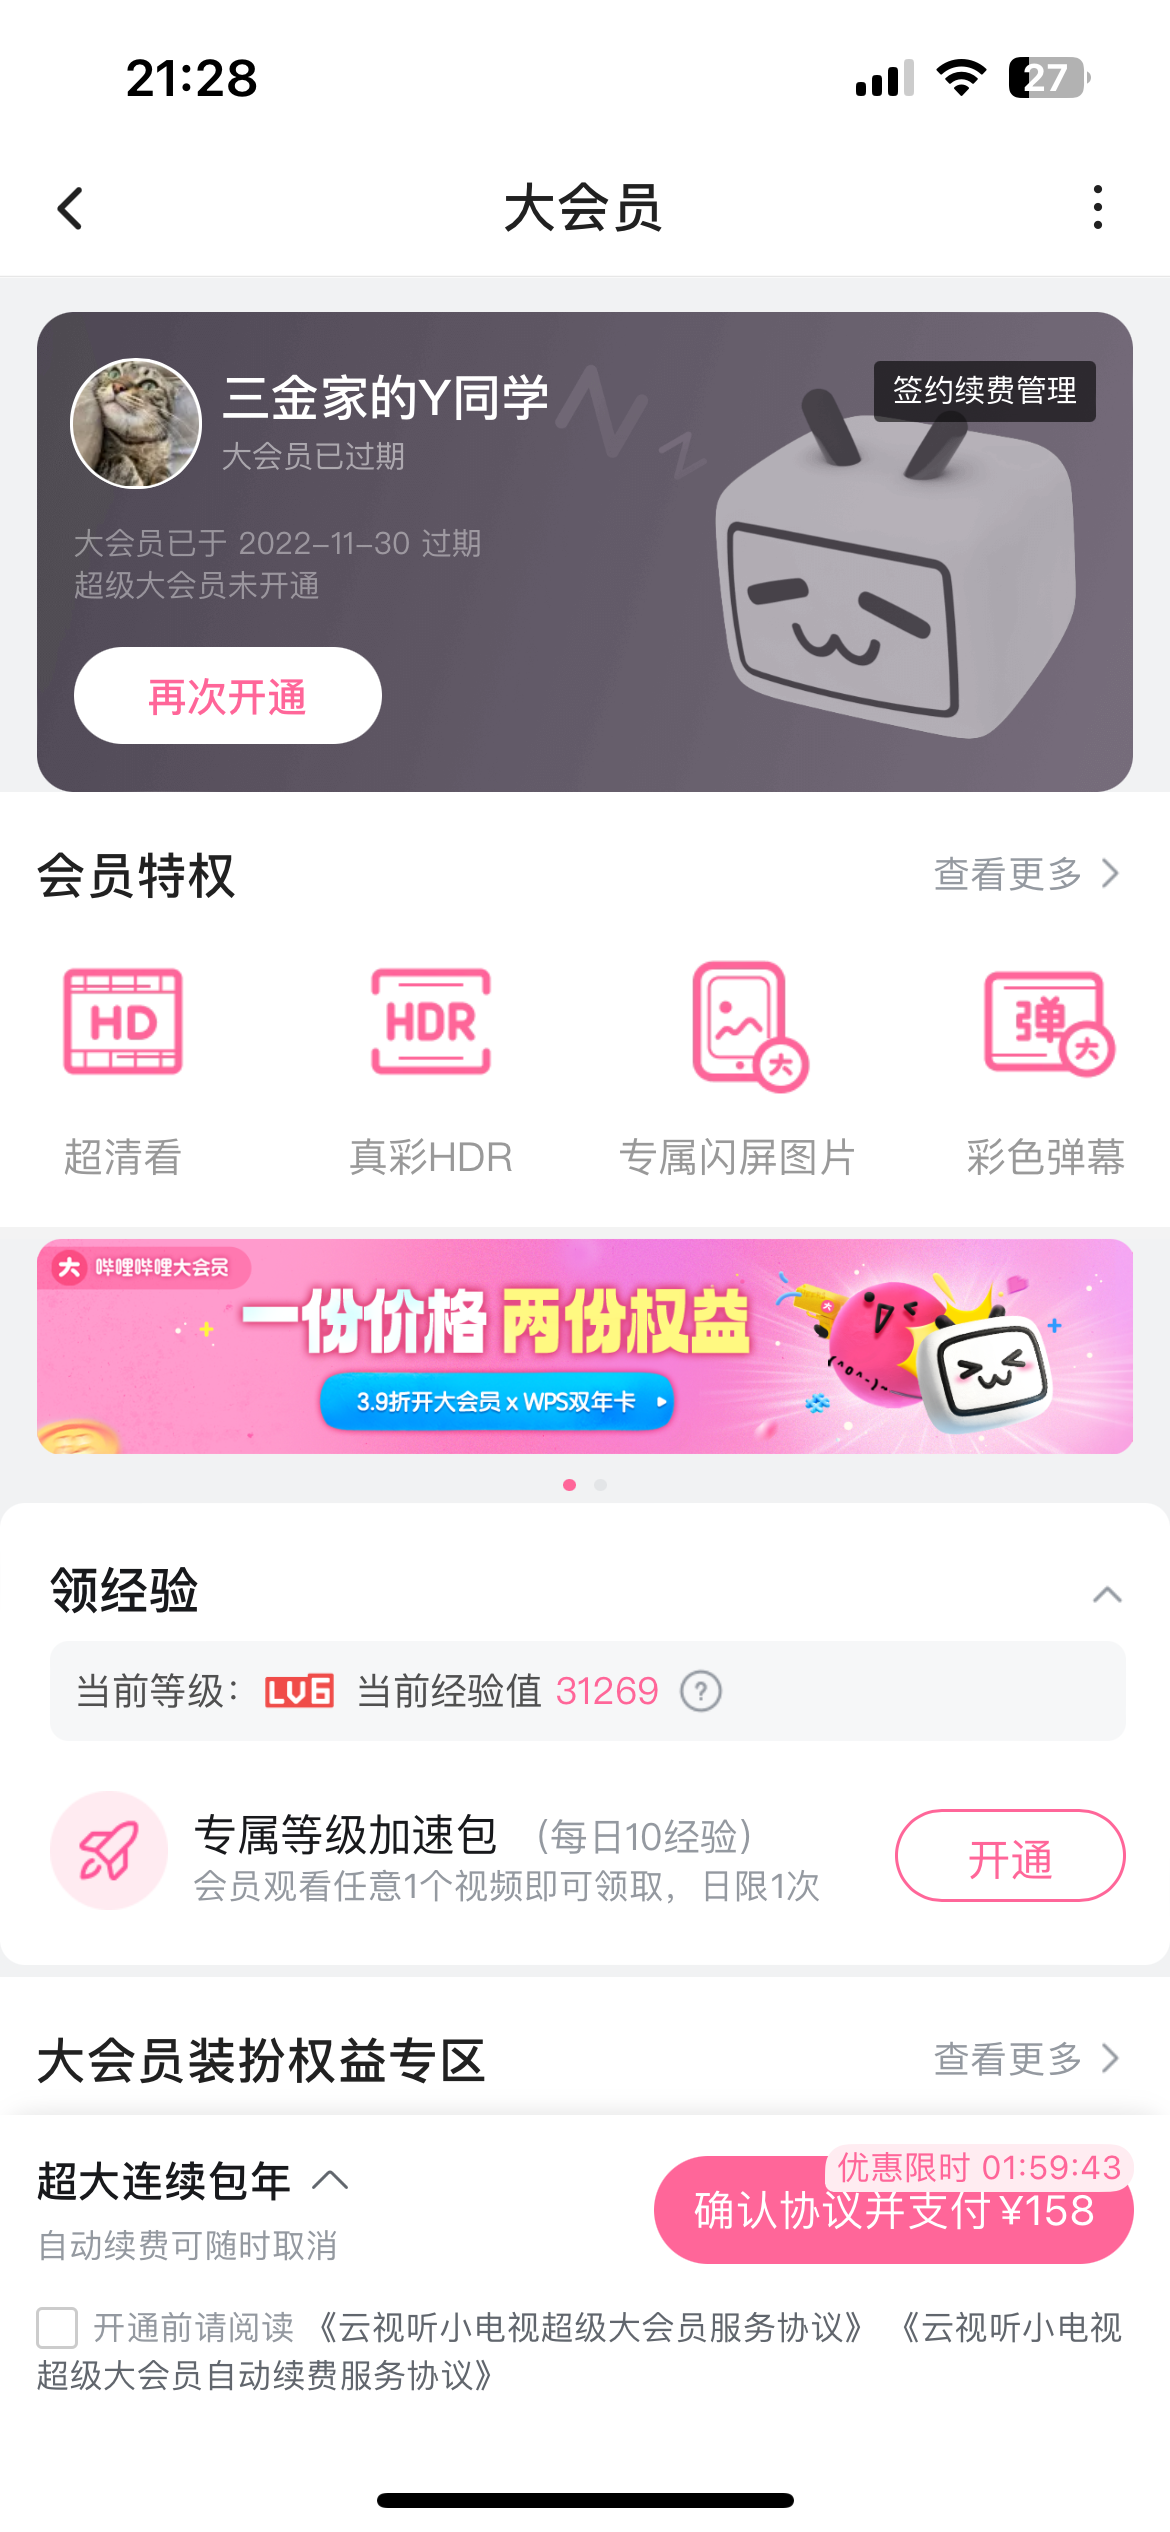 21:28
27
大会员
三金家的Y同学
签约续费管理
大会员已过期
大会员已于 2022-11-30 过期
超级大会员未开通
再次开通
会员特权
查看更多
HD
HDR
大
弹
大
超清看
真彩HDR
专属闪屏图片
彩色弹幕
大 哔哩哔哩大会员
一份价格 两份权益
3.9折开大会员 x WPS双年卡
领经验
当前等级： LV6 当前经验值 31269 ?
专属等级加速包 （每日10经验）
会员观看任意1个视频即可领取，日限1次
开通
大会员装扮权益专区
查看更多
超大连续包年
自动续费可随时取消
优惠限时 01:59:43
确认协议并支付 ¥158
开通前请阅读 《云视听小电视超级大会员服务协议》 《云视听小电视
超级大会员自动续费服务协议》